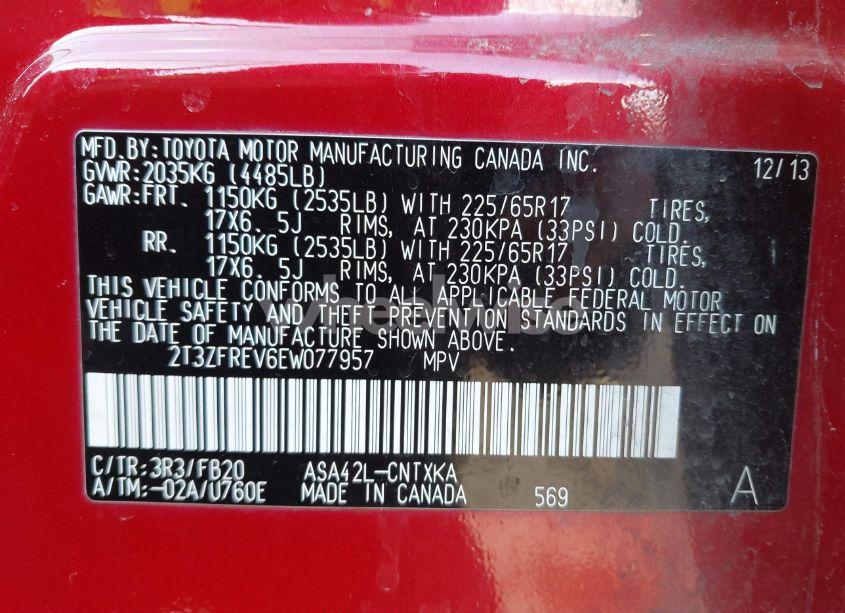 MFD.BY:TOYOTA MOTOR MANUFACTURING CANADA INC. 12/13
GVWR:2035KG (4485LB)
GAWR:FRT. 1150KG (2535LB) WITH 225/65R17 TIRES,
17X6. 5J RIMS, AT 230KPA (33PSI) COLD.
RR. 1150KG (2535LB) WITH 225/65R17 TIRES,
17X6. 5J RIMS, AT 230KPA (33PSI) COLD.
THIS VEHICLE CONFORMS TO ALL APPLICABLE FEDERAL MOTOR
VEHICLE SAFETY AND THEFT PREVENTION STANDARDS IN EFFECT ON
THE DATE OF MANUFACTURE SHOWN ABOVE.
2T3ZFREV6EW077957 MPV
C/TR:3R3/FB20 ASA42L-CNTXKA
A/TM:-02A/U760E MADE IN CANADA 569 A